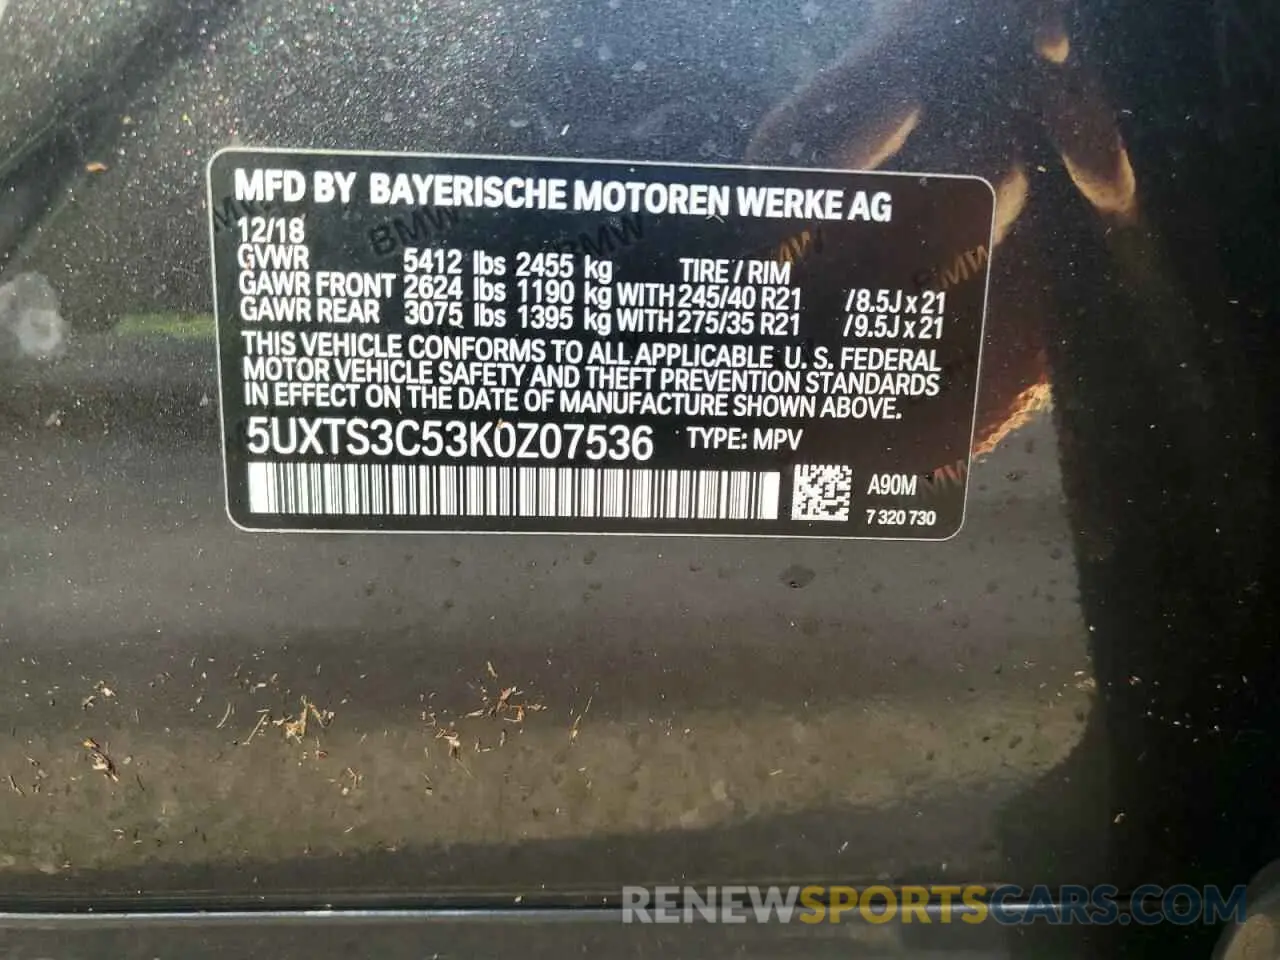 MFD BY BAYERISCHE MOTOREN WERKE AG
12/18
GVWR 5412 lbs 2455 kg TIRE / RIM
GAWR FRONT 2624 lbs 1190 kg WITH 245/40 R21 /8.5J x 21
GAWR REAR 3075 lbs 1395 kg WITH 275/35 R21 /9.5J x 21
THIS VEHICLE CONFORMS TO ALL APPLICABLE U. S. FEDERAL
MOTOR VEHICLE SAFETY AND THEFT PREVENTION STANDARDS
IN EFFECT ON THE DATE OF MANUFACTURE SHOWN ABOVE.
5UXTS3C53K0Z07536 TYPE: MPV
A90M
7 320 730
RENEWSPORTSCARS.COM